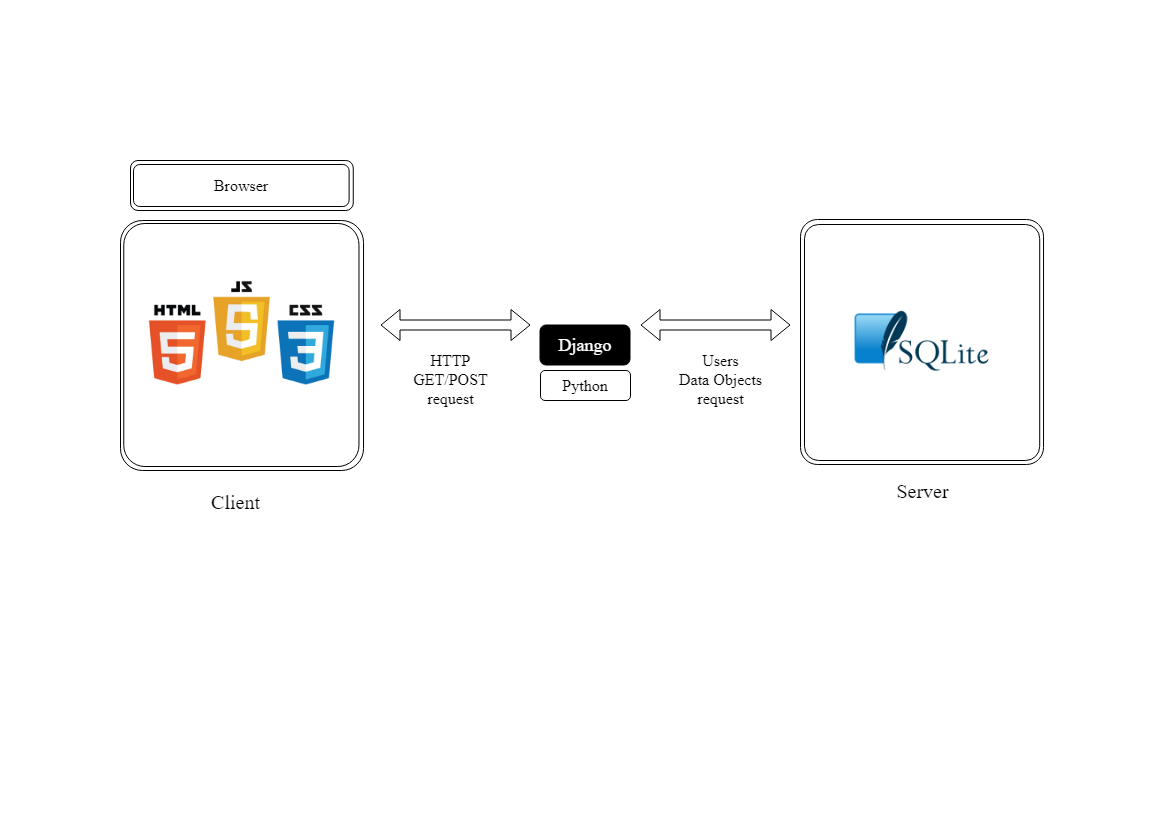 Browser
HTML
JS
CSS
5
5
3
HTTP
GET/POST
request
Django
Python
Users
Data Objects
request
SQLite
Client
Server